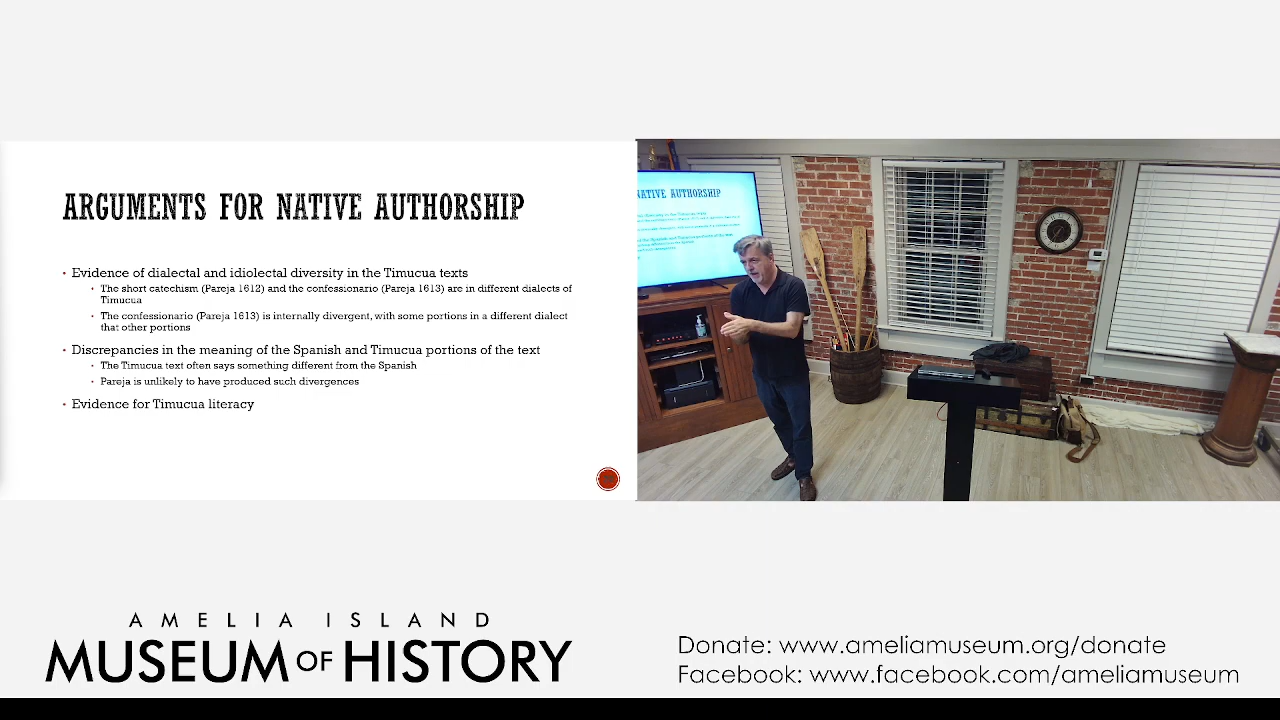 ARGUMENTS FOR NATIVE AUTHORSHIP
• Evidence of dialectal and idiolectal diversity in the Timucua texts
• The short catechism (Pareja 1612) and the confessionario (Pareja 1613) are in different dialects of
Timucua
• The confessionario (Pareja 1613) is internally divergent, with some portions in a different dialect
that other portions
• Discrepancies in the meaning of the Spanish and Timucua portions of the text
• The Timucua text often says something different from the Spanish
• Pareja is unlikely to have produced such divergences
• Evidence for Timucua literacy
NATIVE AUTHORSHIP
AMELIA ISLAND
MUSEUM OF HISTORY
Donate: www.ameliamuseum.org/donate
Facebook: www.facebook.com/ameliamuseum